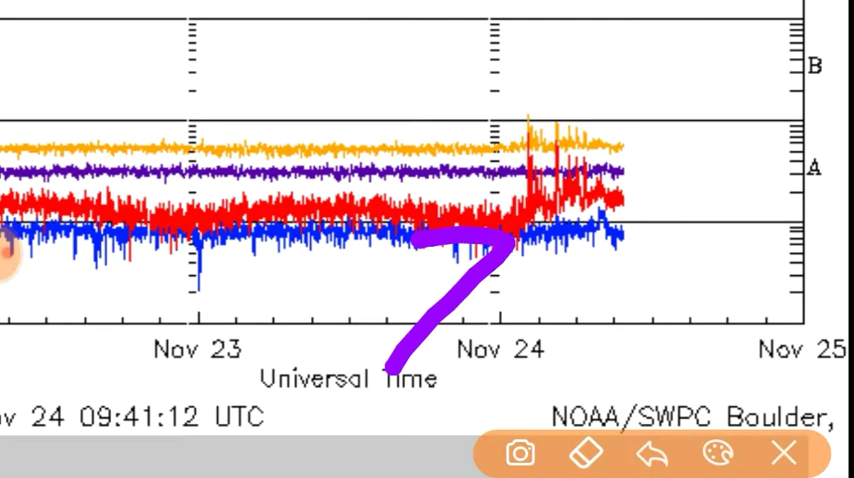 B
A
Nov 23 Nov 24 Nov 25
Universal Time
24 09:41:12 UTC NOAA/SWPC Boulder,